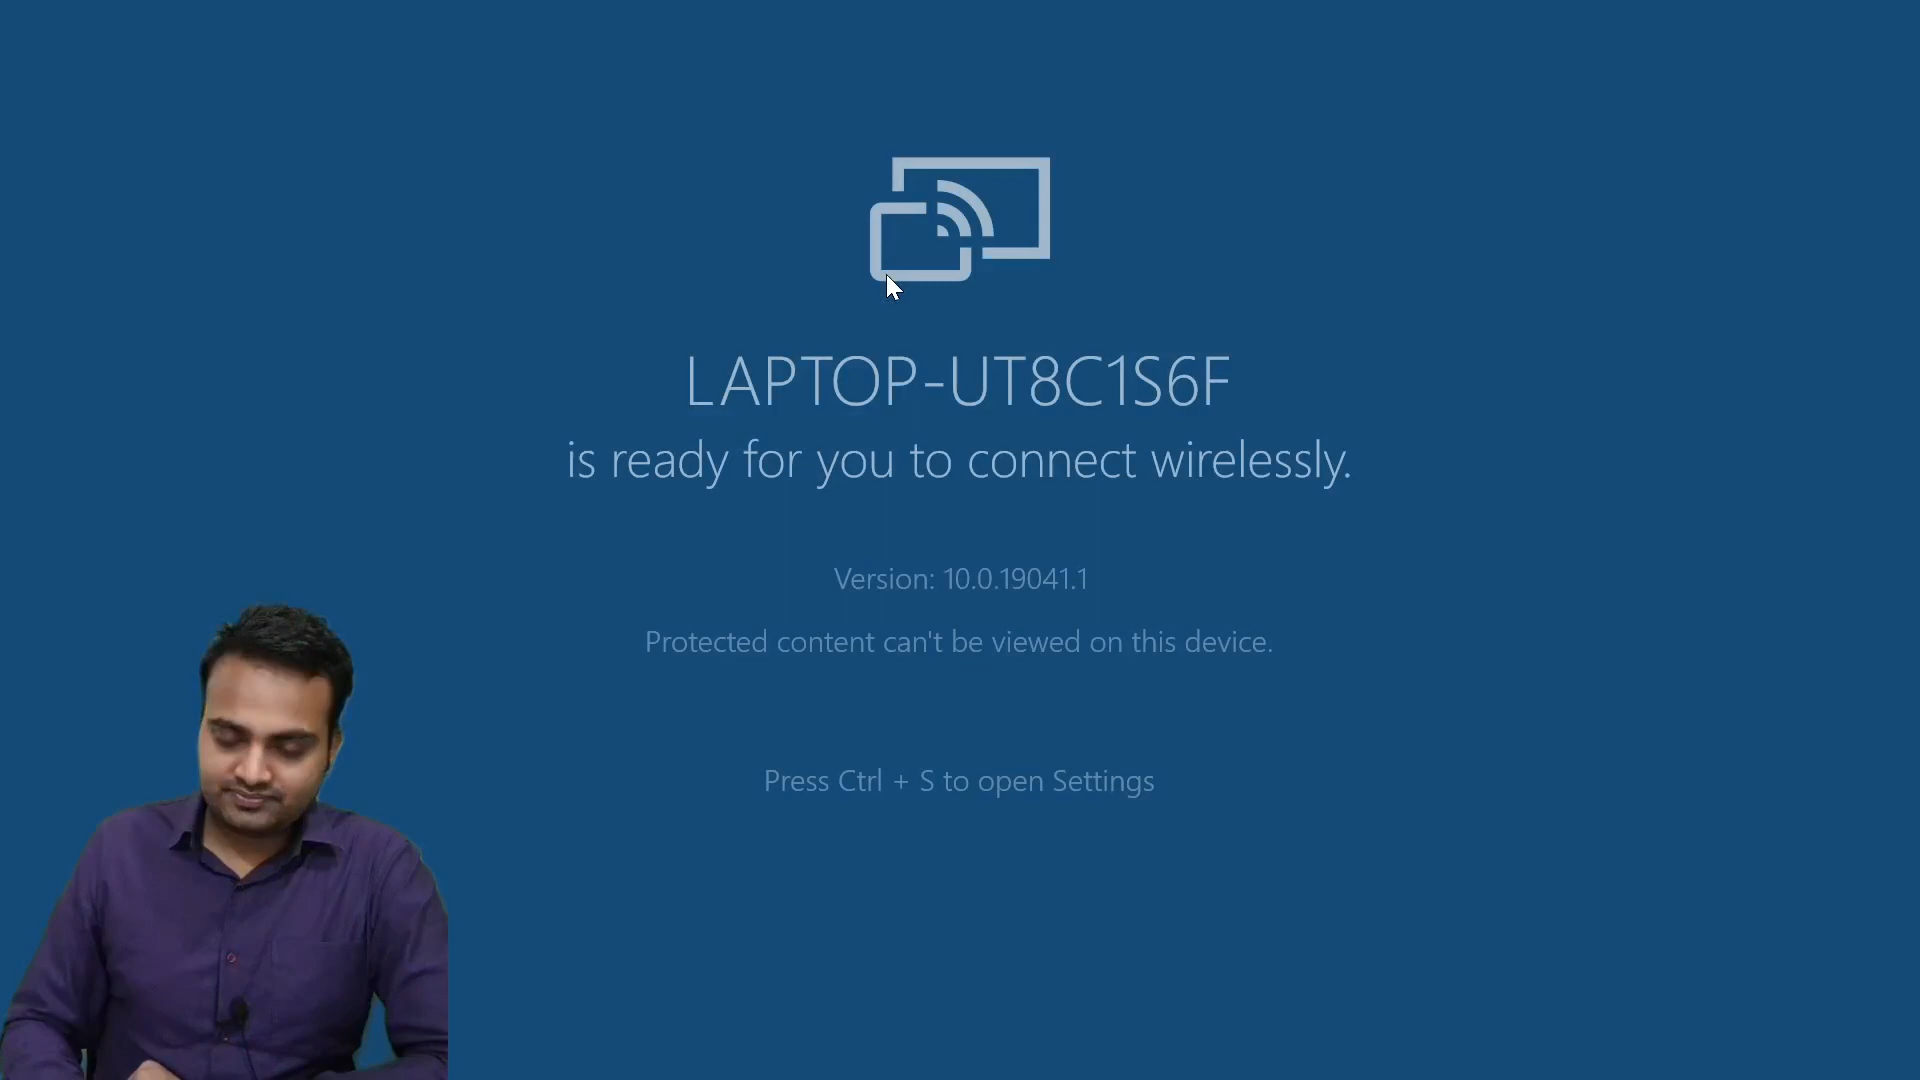 LAPTOP-UT8C1S6F
is ready for you to connect wirelessly.
Version: 10.0.19041.1
Protected content can't be viewed on this device.
Press Ctrl + S to open Settings